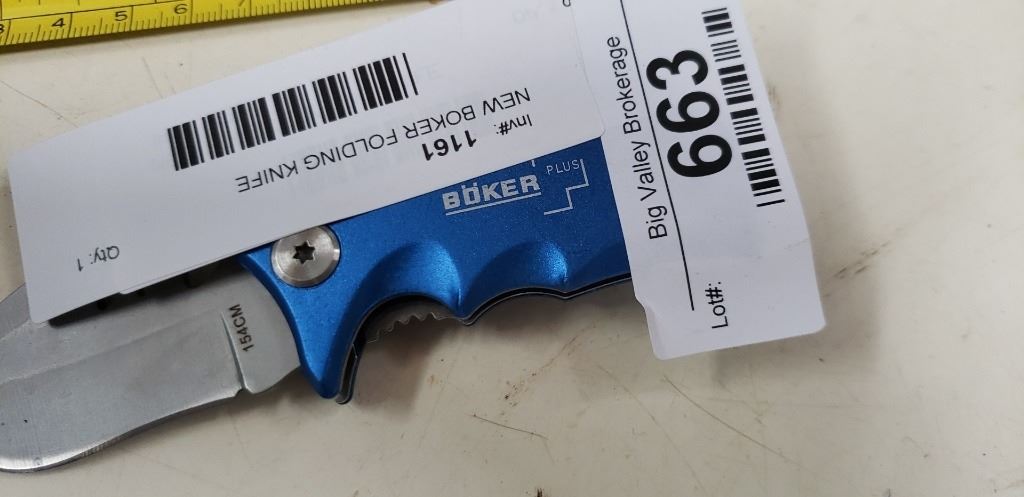 3 4 5 6
Inv#: 1161
NEW BOKER FOLDING KNIFE
Qty: 1
BÖKER
PLUS
154CM
Big Valley Brokerage
663
Lot#: